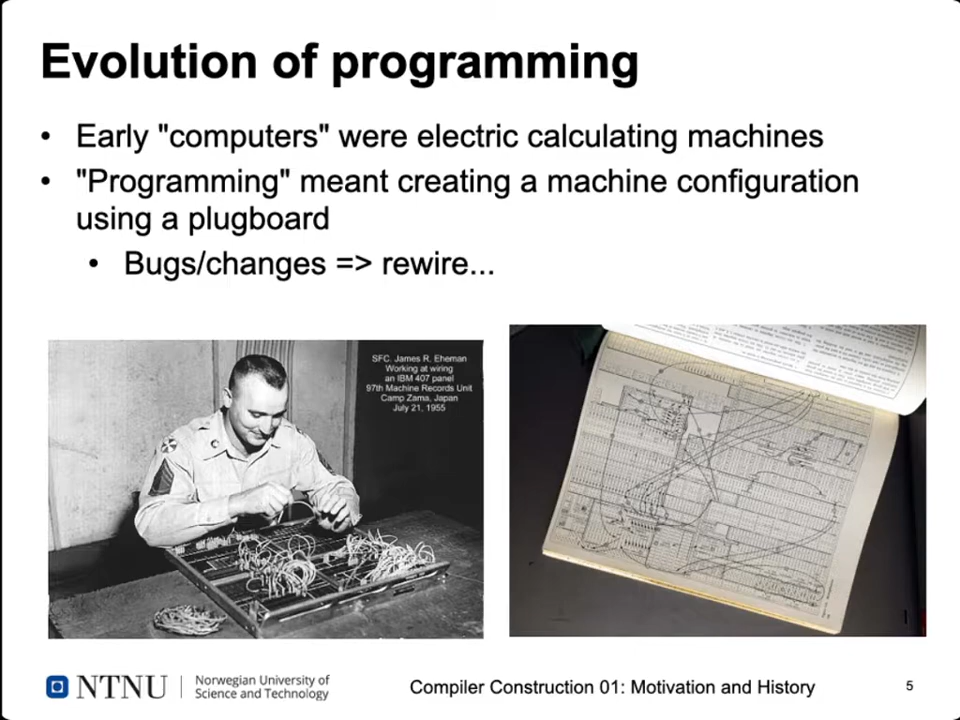 Evolution of programming
• Early "computers" were electric calculating machines
• "Programming" meant creating a machine configuration
using a plugboard
• Bugs/changes => rewire...
SFC. James R. Eheman
Working at wiring
an IBM 407 panel
97th Machine Records Unit
Camp Zama, Japan
July 21, 1955
NTNU
Norwegian University of
Science and Technology
Compiler Construction 01: Motivation and History
5